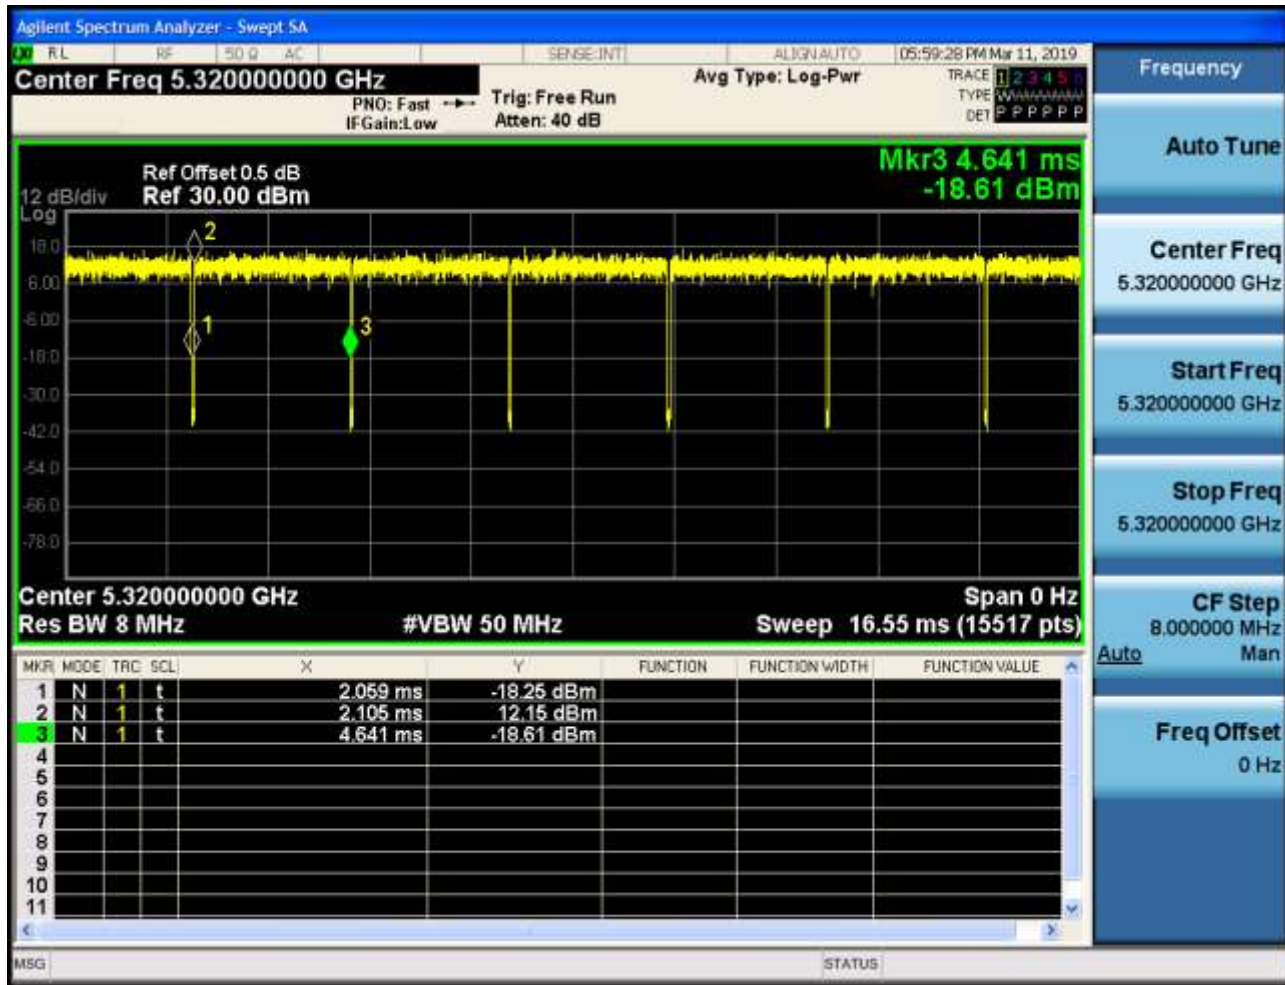 Agilent Spectrum Analyzer - Swept SA
RL RF 50 Ω AC SENSE:INT ALIGN AUTO 05:59:28 PM Mar 11, 2019
Center Freq 5.320000000 GHz
PNO: Fast
IFGain:Low
Trig: Free Run
Atten: 40 dB
Avg Type: Log-Pwr
TRACE 1 2 3 4 5 6
TYPE
DET P P P P P P
Mkr3 4.641 ms
-18.61 dBm
Ref Offset 0.5 dB
12 dB/div Ref 30.00 dBm
Log
2
18.0
6.00
-6.00
1
3
-18.0
-30.0
-42.0
-54.0
-66.0
-78.0
Center 5.320000000 GHz Span 0 Hz
Res BW 8 MHz #VBW 50 MHz Sweep 16.55 ms (15517 pts)
MKR MODE TRC SCL X Y FUNCTION FUNCTION WIDTH FUNCTION VALUE
1 N 1 t 2.059 ms -18.25 dBm
2 N 1 t 2.105 ms 12.15 dBm
3 N 1 t 4.641 ms -18.61 dBm
4
5
6
7
8
9
10
11
MSG STATUS
Frequency
Auto Tune
Center Freq
5.320000000 GHz
Start Freq
5.320000000 GHz
Stop Freq
5.320000000 GHz
CF Step
8.000000 MHz
Auto Man
Freq Offset
0 Hz